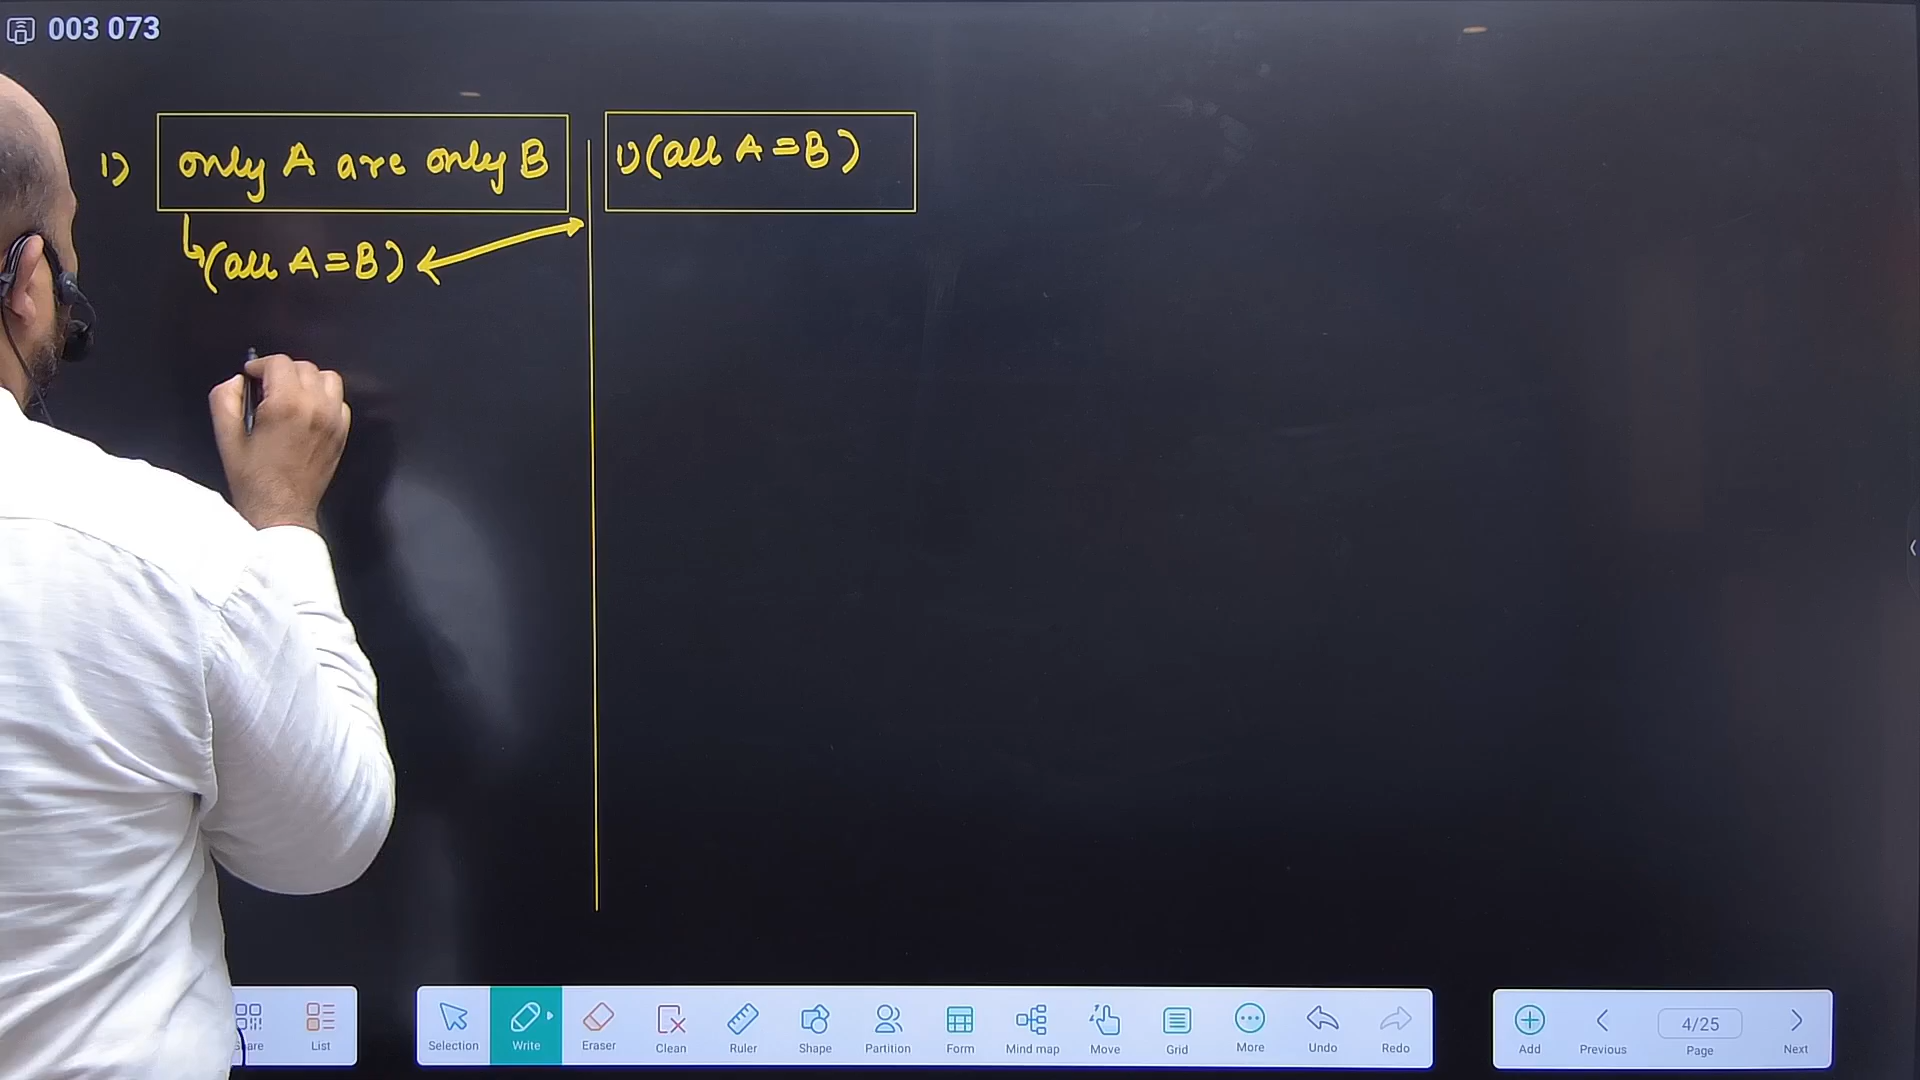 003 073
1) only A are only B
1) (all A = B)
(all A = B)
Share
List
Selection
Write
Eraser
Clean
Ruler
Shape
Partition
Form
Mind map
Move
Grid
More
Undo
Redo
Add
Previous
4/25
Page
Next